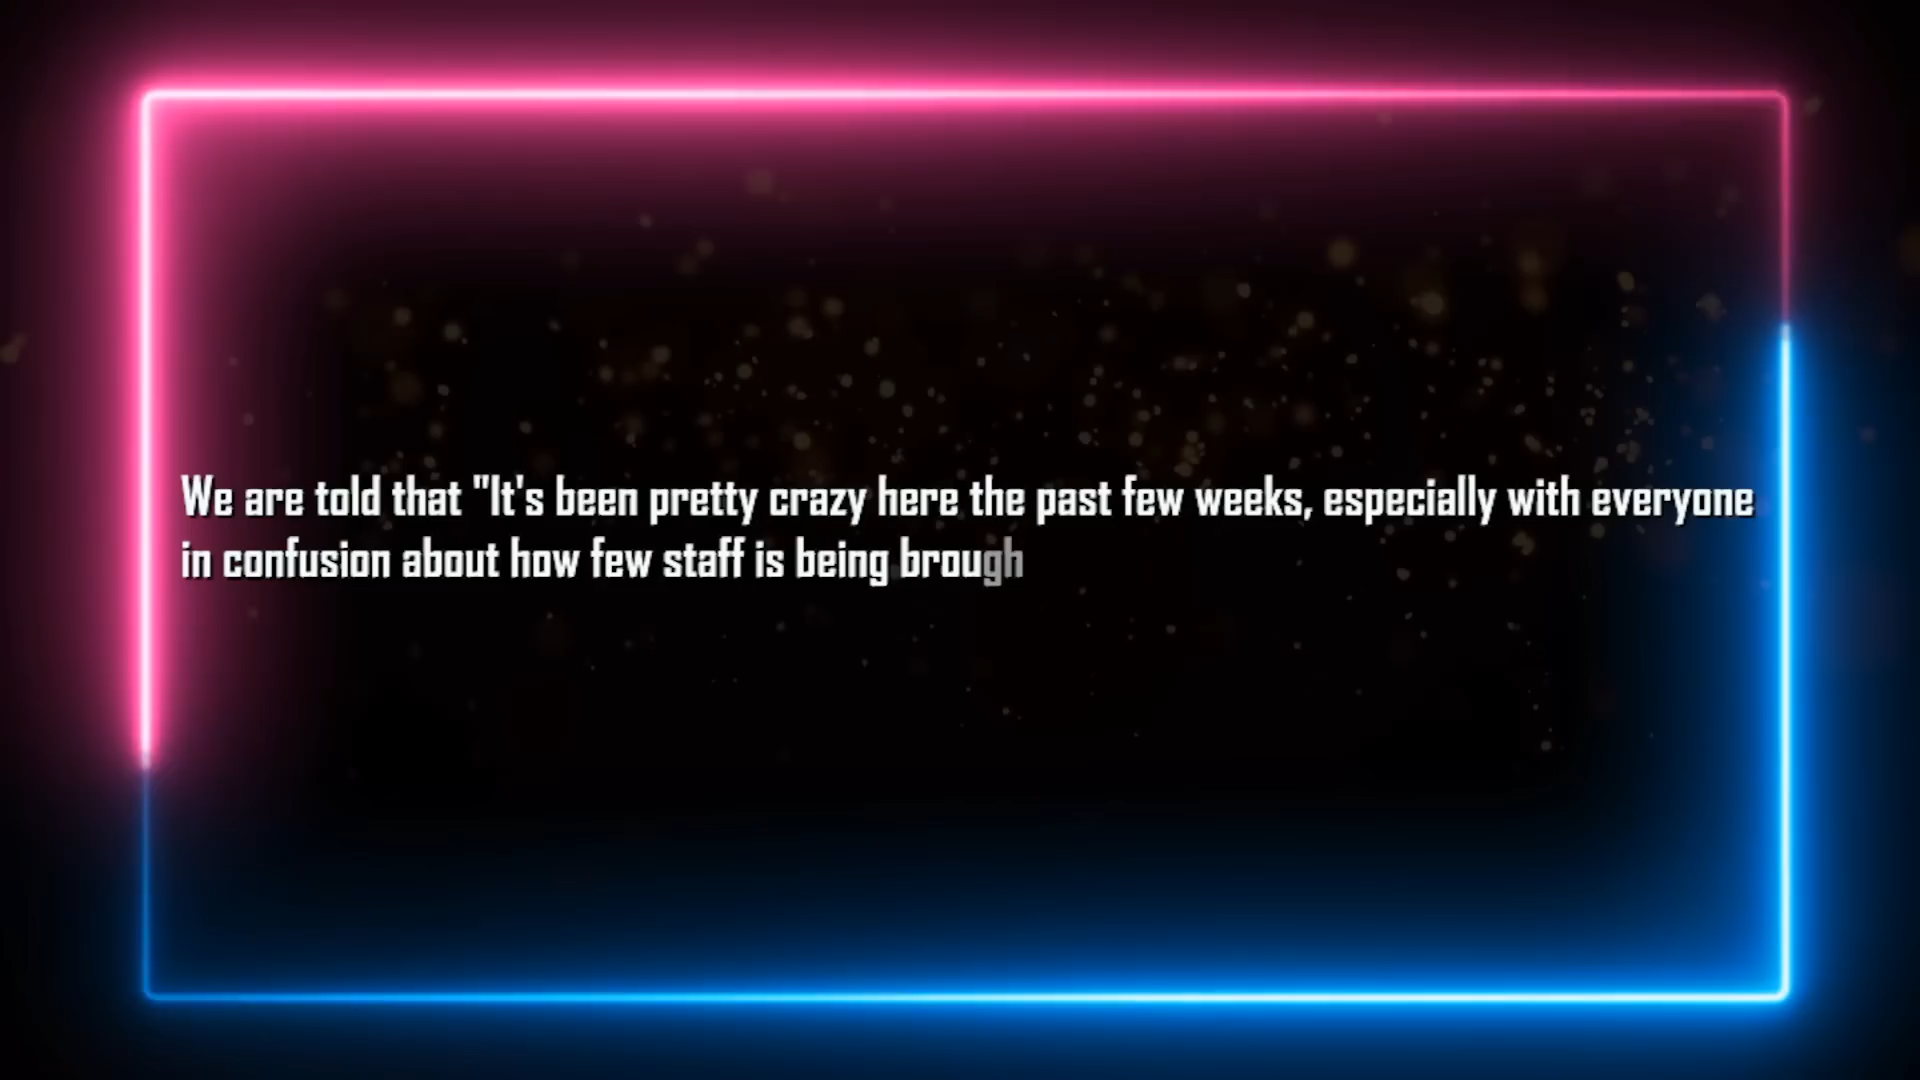 We are told that "It's been pretty crazy here the past few weeks, especially with everyone
in confusion about how few staff is being brough